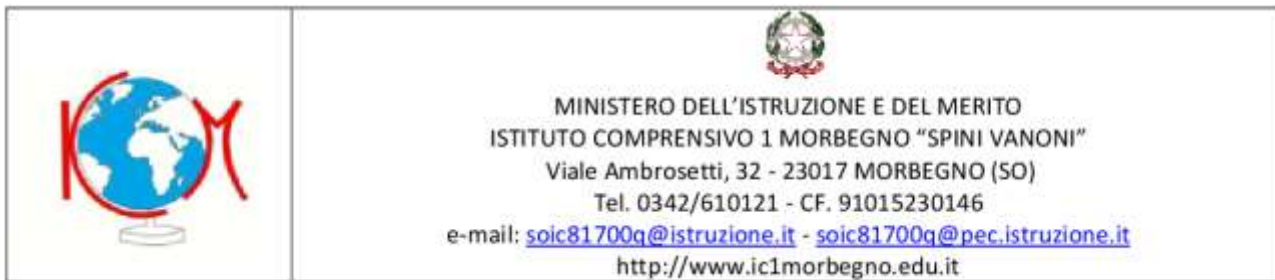 ICM
MINISTERO DELL'ISTRUZIONE E DEL MERITO
ISTITUTO COMPRENSIVO 1 MORBEGNO "SPINI VANONI"
Viale Ambrosetti, 32 - 23017 MORBEGNO (SO)
Tel. 0342/610121 - CF. 91015230146
e-mail: soic81700q@istruzione.it - soic81700q@pec.istruzione.it
http://www.ic1morbegno.edu.it